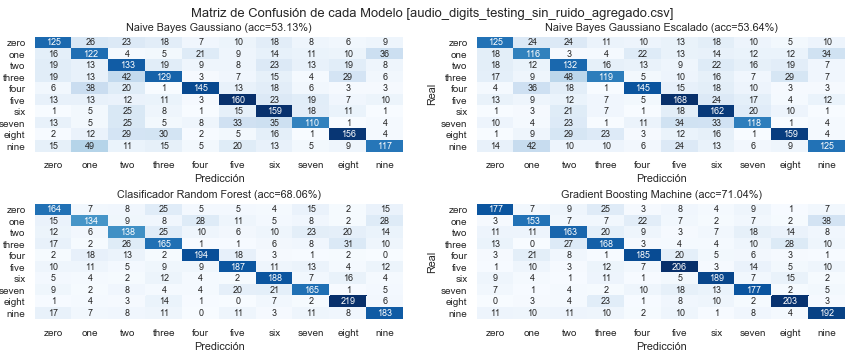 Matriz de Confusión de cada Modelo [audio_digits_testing_sin_ruido_agregado.csv]
Naive Bayes Gaussiano (acc=53.13%)
zero 125 26 23 18 7 10 18 8 6 9
one 16 122 4 5 21 9 14 11 10 36
two 19 13 133 19 9 8 23 13 19 8
three 19 13 42 129 3 7 15 4 29 6
four 6 38 20 1 145 13 18 6 3 3
five 13 13 12 11 3 160 23 19 7 10
six 1 5 25 8 1 15 159 18 11 1
seven 13 5 25 5 8 33 35 110 1 4
eight 2 12 29 30 2 5 16 1 156 4
nine 15 49 11 15 5 20 13 4 9 117
zero one two three four five six seven eight nine
Predicción
Naive Bayes Gaussiano Escalado (acc=53.64%)
Real
zero 125 24 24 11 10 13 18 10 5 10
one 18 116 3 4 22 13 14 12 12 34
two 18 12 132 16 13 9 22 16 19 7
three 17 9 48 119 5 10 16 7 29 7
four 4 36 18 1 145 15 18 10 3 3
five 13 9 12 7 5 168 24 17 4 12
six 1 3 21 7 1 18 162 20 10 1
seven 10 4 23 1 11 34 33 118 1 4
eight 1 9 29 23 3 12 16 1 159 4
nine 14 42 10 10 6 24 13 6 9 125
zero one two three four five six seven eight nine
Predicción
Clasificador Random Forest (acc=68.06%)
zero 164 7 8 25 5 5 4 15 2 15
one 15 134 9 8 28 11 5 8 2 28
two 12 6 138 25 10 6 10 23 20 14
three 17 2 26 165 1 1 6 8 31 10
four 2 18 13 2 194 18 3 1 2 0
five 10 11 5 9 9 187 11 13 4 12
six 5 4 2 12 4 2 188 7 16 4
seven 9 2 8 4 4 20 21 165 1 5
eight 1 4 3 14 1 0 7 2 219 6
nine 17 7 8 11 0 11 3 11 8 183
zero one two three four five six seven eight nine
Predicción
Gradient Boosting Machine (acc=71.04%)
Real
zero 177 7 9 25 3 8 4 9 1 7
one 3 153 7 7 22 7 7 2 2 38
two 11 11 163 20 9 3 7 18 14 8
three 13 0 27 168 3 4 4 10 28 10
four 3 21 8 1 185 20 5 6 3 1
five 1 10 3 12 7 206 3 14 5 10
six 9 4 1 11 1 5 189 7 15 2
seven 7 4 1 2 10 18 13 177 2 5
eight 0 3 4 23 1 8 10 2 203 3
nine 11 10 11 10 2 10 1 8 4 192
zero one two three four five six seven eight nine
Predicción